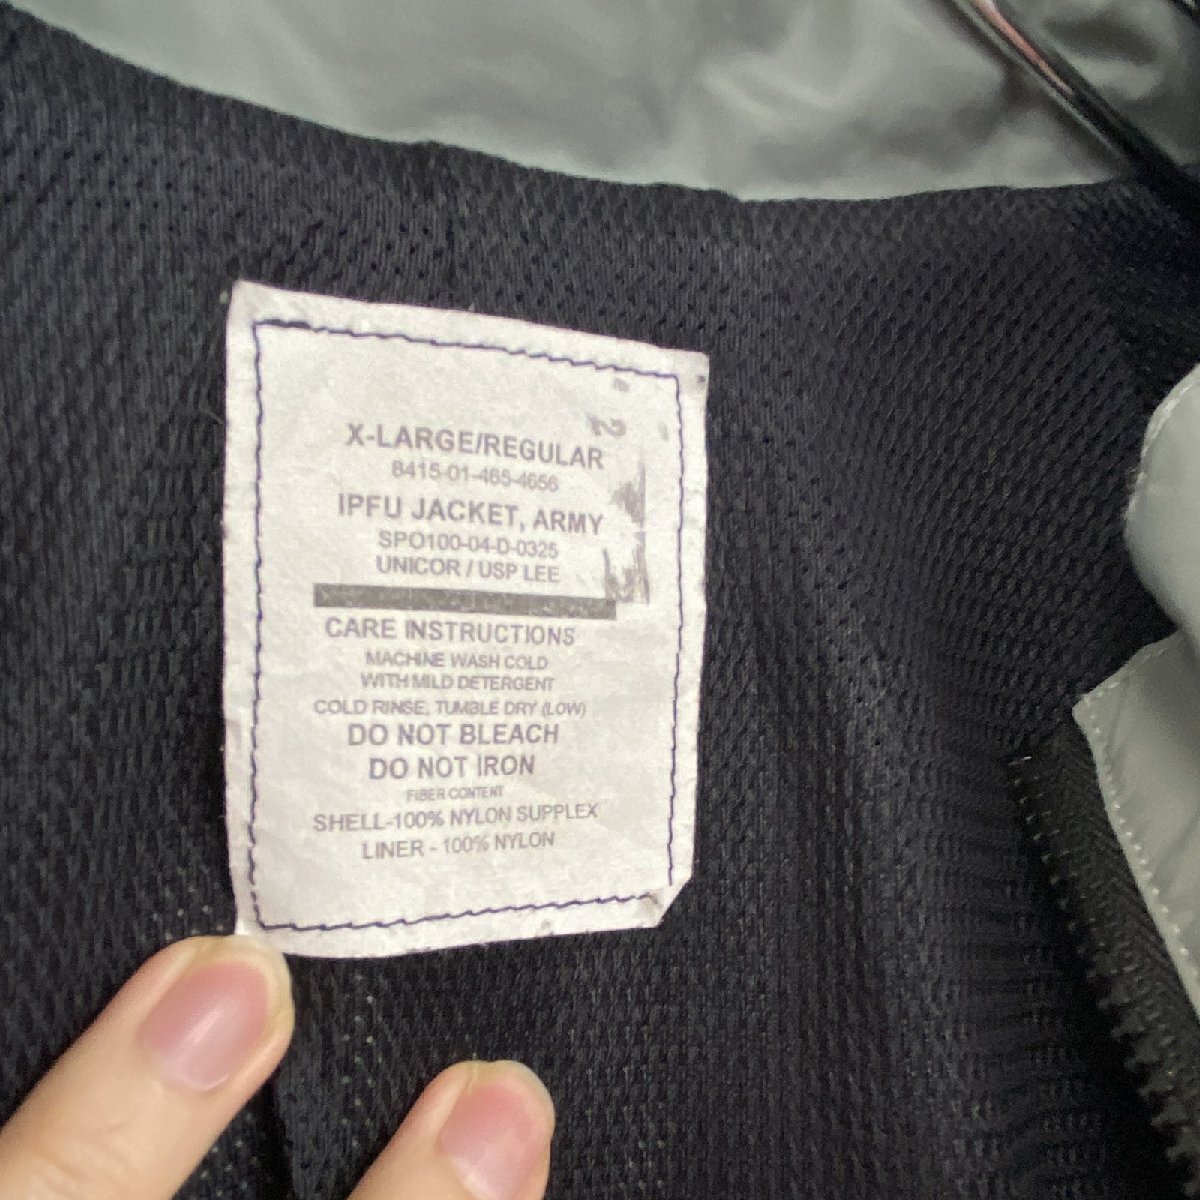 X-LARGE/REGULAR
8415-01-465-4656
IPFU JACKET, ARMY
SPO100-04-D-0325
UNICOR / USP LEE
CARE INSTRUCTIONS
MACHINE WASH COLD
WITH MILD DETERGENT
COLD RINSE, TUMBLE DRY (LOW)
DO NOT BLEACH
DO NOT IRON
FIBER CONTENT
SHELL-100% NYLON SUPPLEX
LINER - 100% NYLON